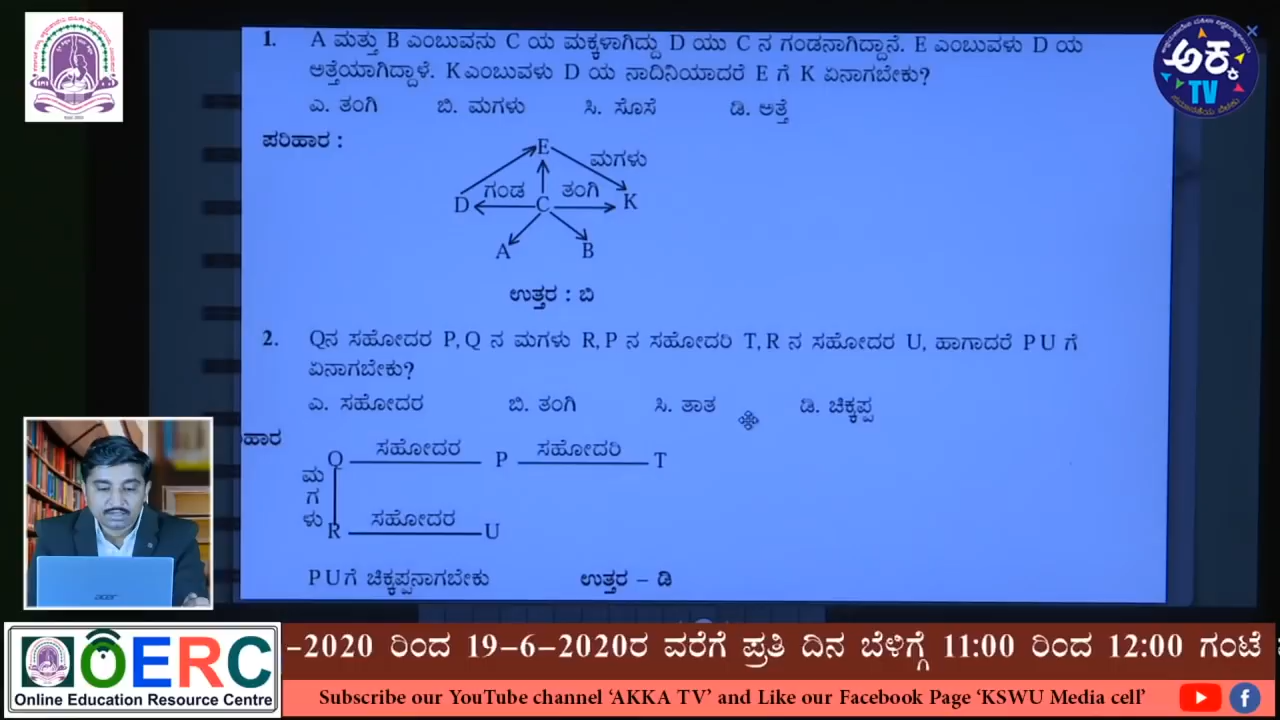 1. A ಮತ್ತು B ಎಂಬುವನು C ಯ ಮಕ್ಕಳಾಗಿದ್ದು D ಯು C ನ ಗಂಡನಾಗಿದ್ದಾನೆ. E ಎಂಬುವಳು D ಯ
ಅತ್ತೆಯಾಗಿದ್ದಾಳೆ. K ಎಂಬುವಳು D ಯ ನಾದಿನಿಯಾದರೆ E ಗೆ K ಏನಾಗಬೇಕು?
ಎ. ತಂಗಿ ಬಿ. ಮಗಳು ಸಿ. ಸೊಸೆ ಡಿ. ಅತ್ತೆ
ಅಕ್ಕ
TV
ಪರಿಹಾರ :
E
ಮಗಳು
ಗಂಡ ತಂಗಿ
D C K
A B
ಉತ್ತರ : ಬಿ
2. Qನ ಸಹೋದರ P, Q ನ ಮಗಳು R, P ನ ಸಹೋದರಿ T, R ನ ಸಹೋದರ U, ಹಾಗಾದರೆ P U ಗೆ
ಏನಾಗಬೇಕು?
ಎ. ಸಹೋದರ ಬಿ. ತಂಗಿ ಸಿ. ತಾತ ಡಿ. ಚಿಕ್ಕಪ್ಪ
ಹಾರ
ಸಹೋದರ ಸಹೋದರಿ
Q P T
ಮ
ಗ
ಳು
ಸಹೋದರ
R U
P U ಗೆ ಚಿಕ್ಕಪ್ಪನಾಗಬೇಕು ಉತ್ತರ – ಡಿ
acer
OERC
Online Education Resource Centre
-2020 ರಿಂದ 19-6-2020ರ ವರೆಗೆ ಪ್ರತಿ ದಿನ ಬೆಳಿಗ್ಗೆ 11:00 ರಿಂದ 12:00 ಗಂಟೆ
Subscribe our YouTube channel ‘AKKA TV’ and Like our Facebook Page ‘KSWU Media cell’